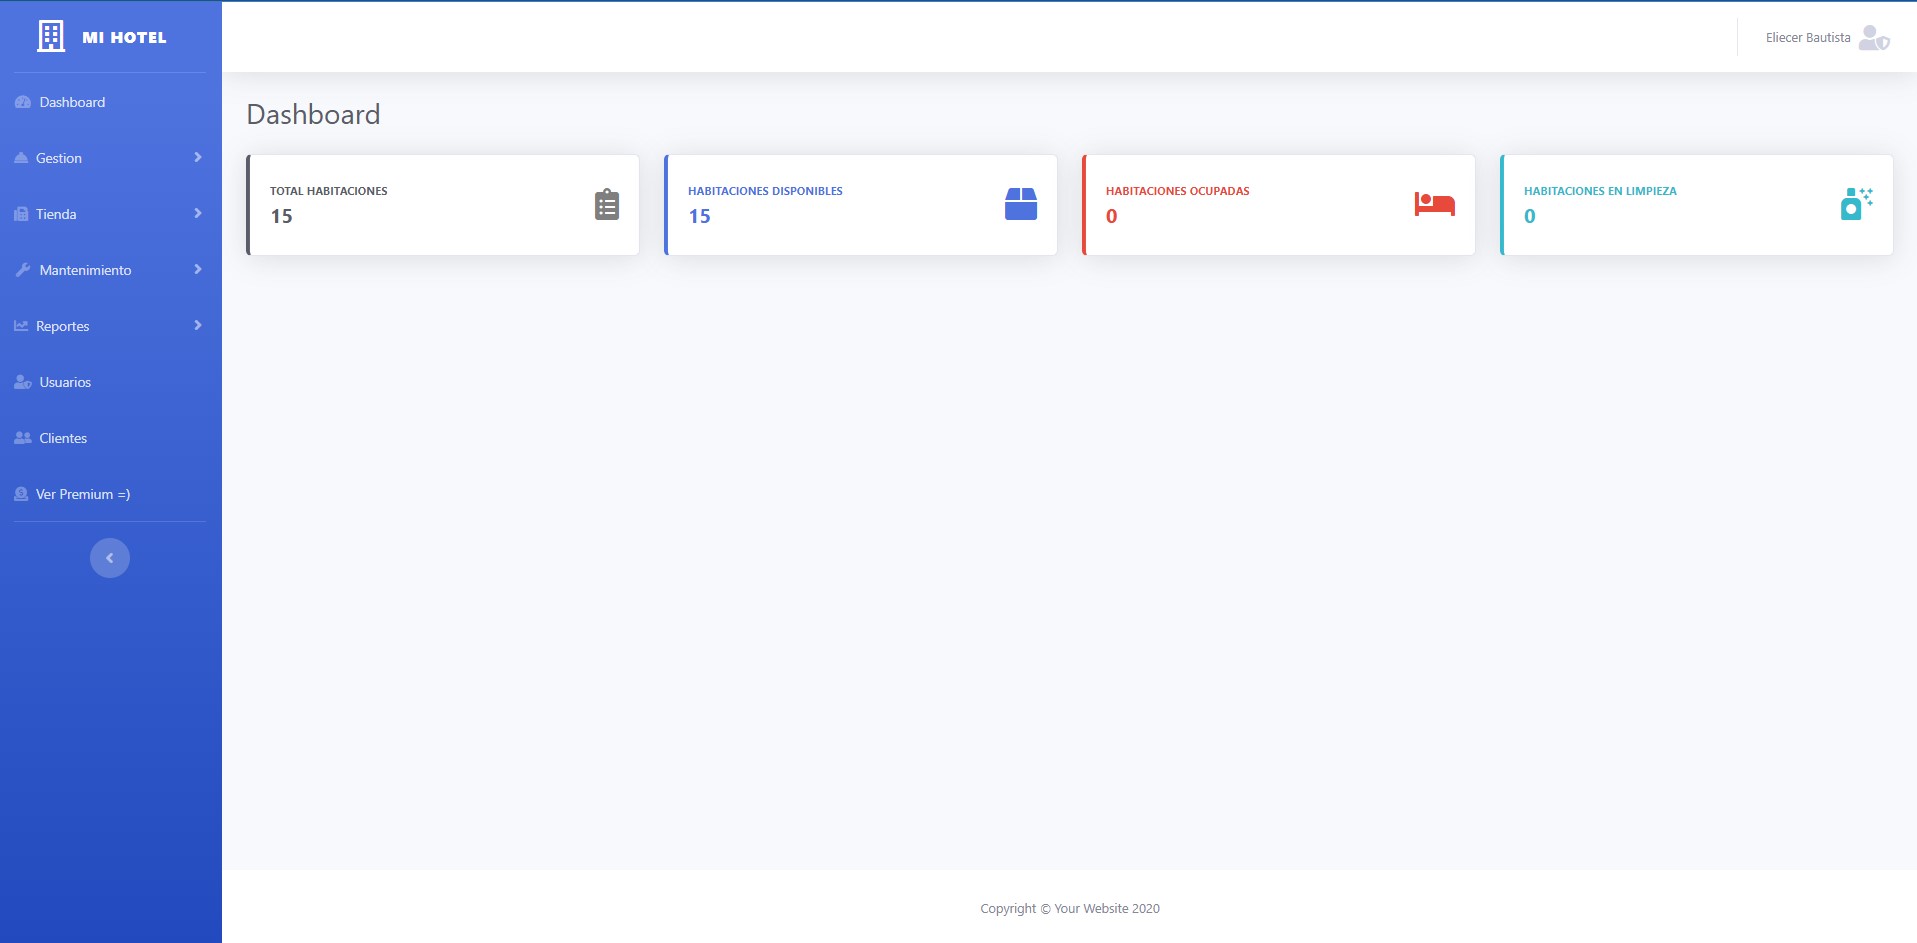 MI HOTEL
Eliecer Bautista
Dashboard
Gestion
Tienda
Mantenimiento
Reportes
Usuarios
Clientes
Ver Premium =)
Dashboard
TOTAL HABITACIONES
15
HABITACIONES DISPONIBLES
15
HABITACIONES OCUPADAS
0
HABITACIONES EN LIMPIEZA
0
Copyright © Your Website 2020